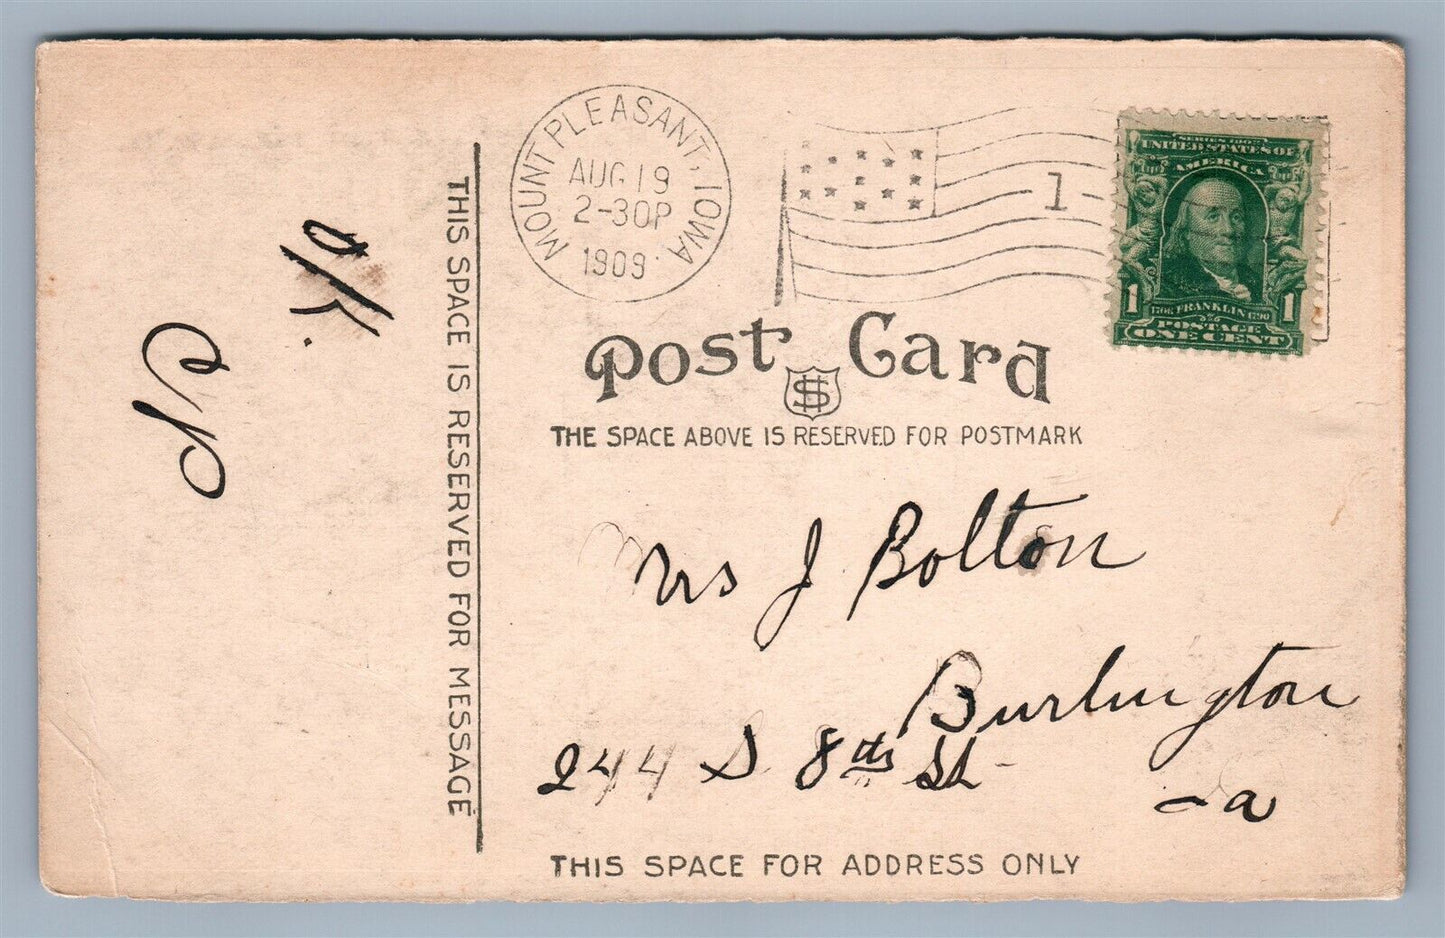 MOUNT PLEASANT, IOWA.
AUG 19
2-30P
1909
1
SERIES 1902
UNITED STATES OF
AMERICA
1 1
1706 FRANKLIN 1790
POSTAGE
ONE CENT
Post Card
THE SPACE ABOVE IS RESERVED FOR POSTMARK
THIS SPACE IS RESERVED FOR MESSAGE
O.K.
Mrs J Bolton
Burlington
244 S 8th St
-a
THIS SPACE FOR ADDRESS ONLY